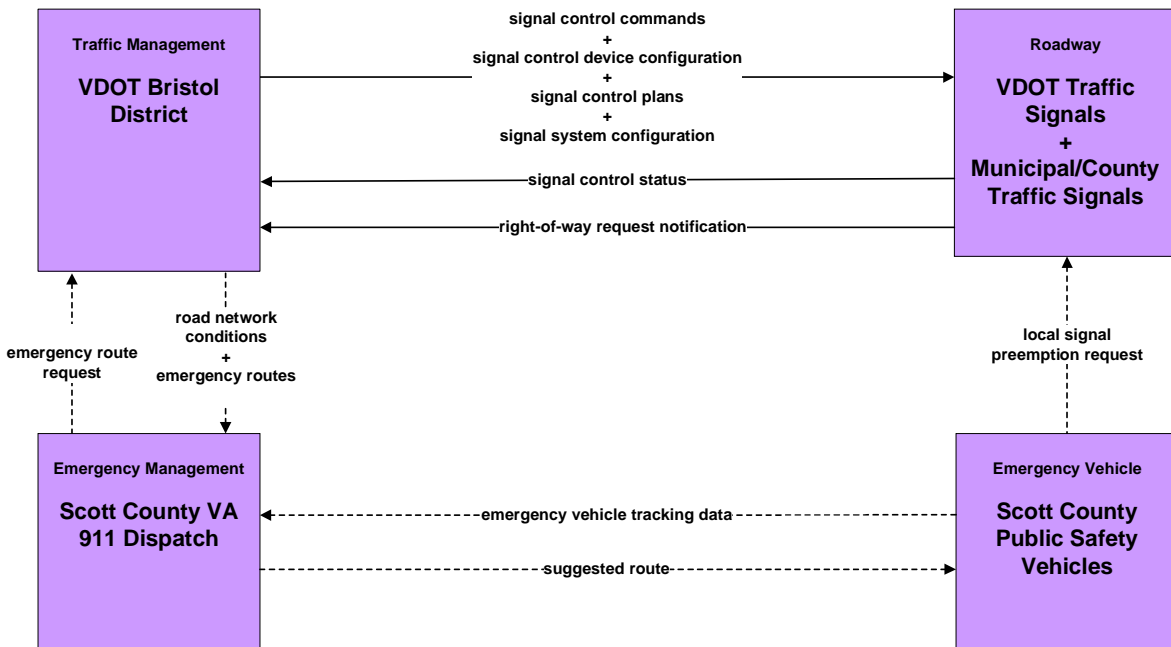 signal control commands
+
signal control device configuration
+
signal control plans
+
signal system configuration
Traffic Management
VDOT Bristol
District
Roadway
VDOT Traffic
Signals
+
Municipal/County
Traffic Signals
signal control status
right-of-way request notification
emergency route
request
road network
conditions
+
emergency routes
local signal
preemption request
Emergency Management
Scott County VA
911 Dispatch
Emergency Vehicle
Scott County
Public Safety
Vehicles
emergency vehicle tracking data
suggested route